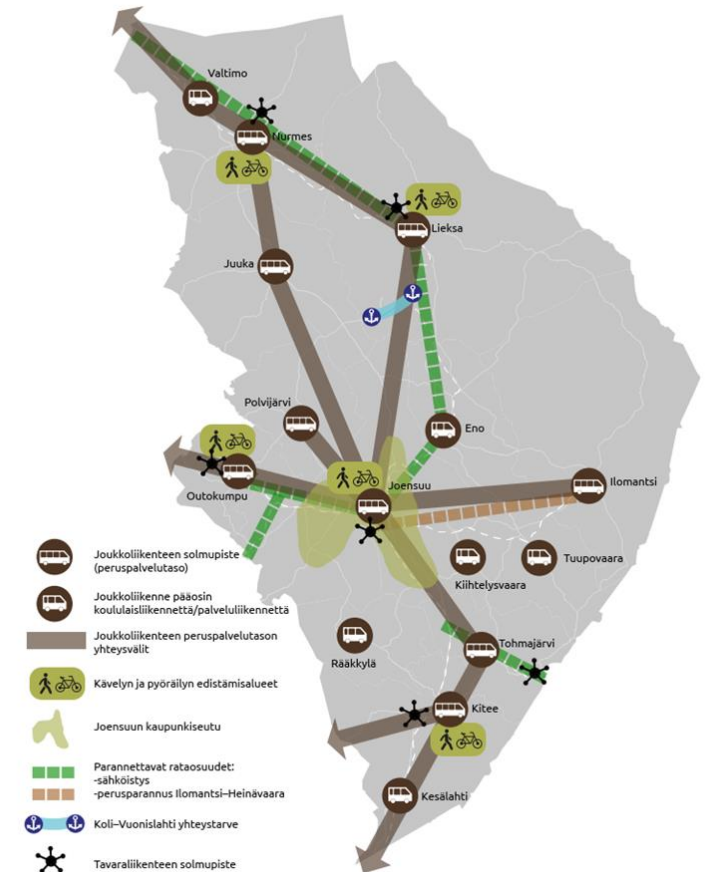 Valtimo
Nurmes
Lieksa
Juuka
Polvijärvi
Eno
Outokumpu
Joensuu
Ilomantsi
Kiihtelysvaara
Tuupovaara
Rääkkylä
Tohmajärvi
Kitee
Kesälahti
Joukkoliikenteen solmupiste
(peruspalvelutaso)
Joukkoliikenne pääosin
koululaisliikennettä/palveluliikennettä
Joukkoliikenteen peruspalvelutason
yhteysvälit
Kävelyn ja pyöräilyn edistämisalueet
Joensuun kaupunkiseutu
Parannettavat rataosuudet:
-sähköistys
-perusparannus Ilomantsi–Heinävaara
Koli–Vuonislahti yhteystarve
Tavaraliikenteen solmupiste